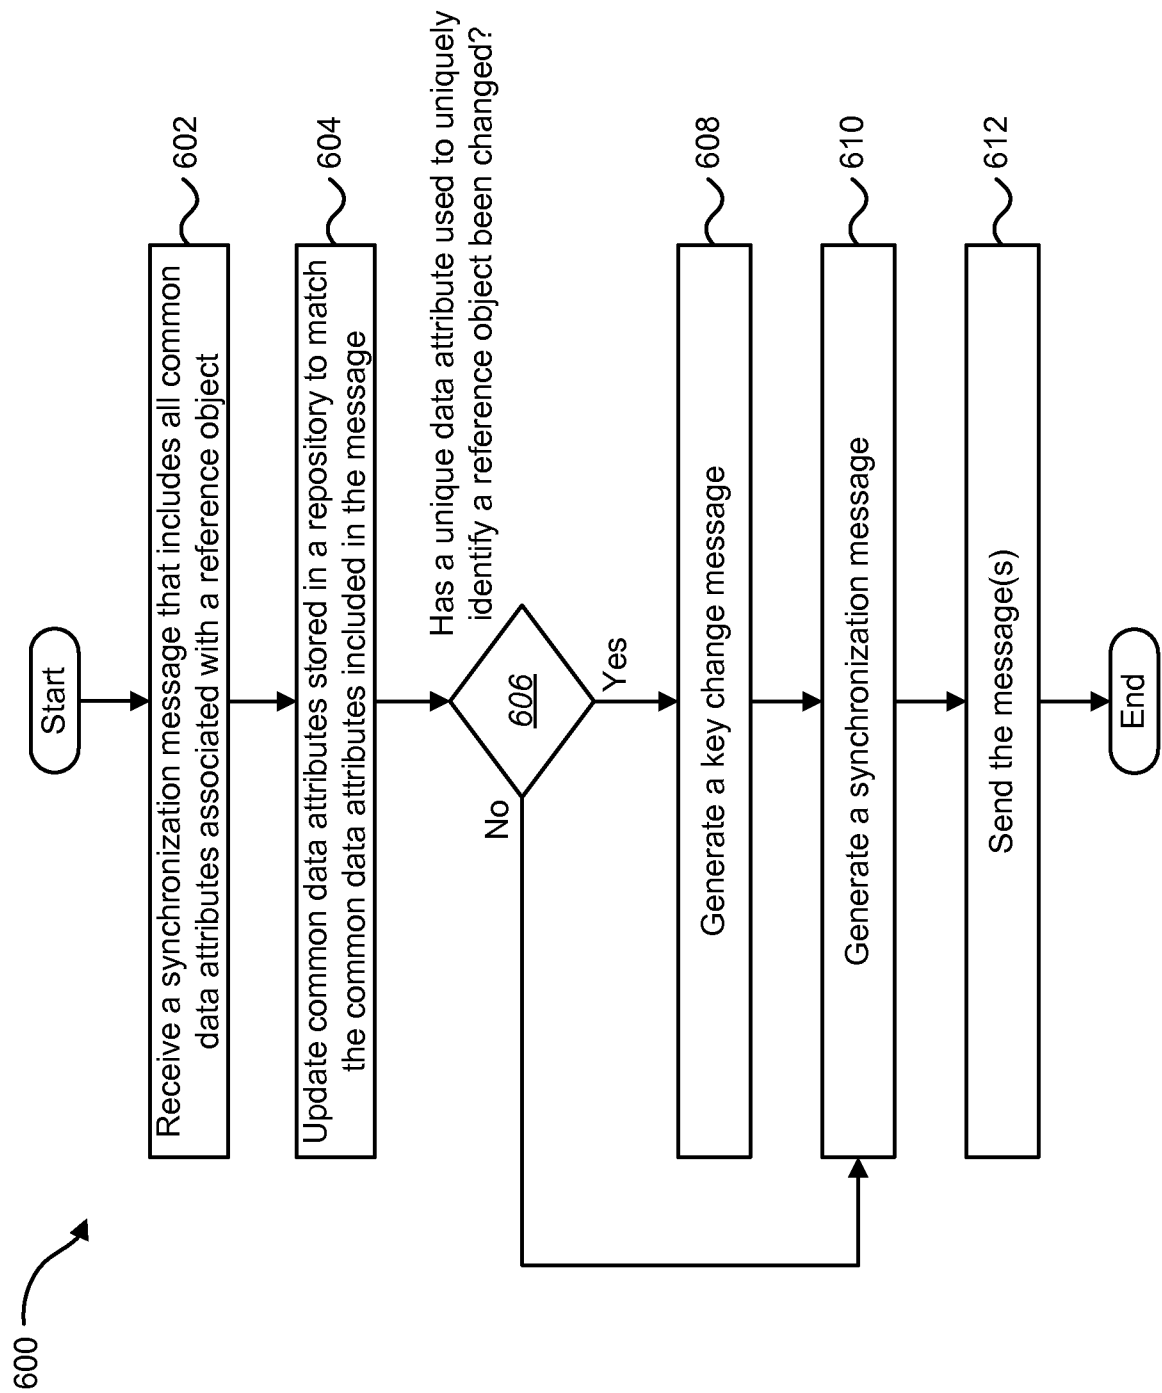 600
Start
Receive a synchronization message that includes all common
data attributes associated with a reference object
602
Update common data attributes stored in a repository to match
the common data attributes included in the message
604
Has a unique data attribute used to uniquely
identify a reference object been changed?
606
No
Yes
Generate a key change message
608
Generate a synchronization message
610
Send the message(s)
612
End